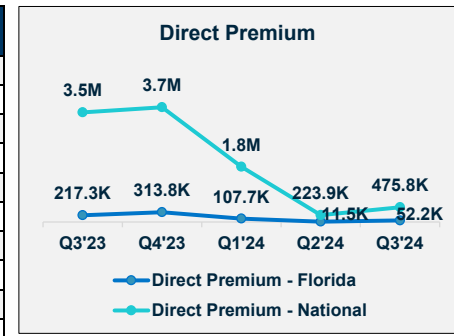 Direct Premium
3.5M 3.7M
1.8M
217.3K 313.8K 107.7K 223.9K 475.8K
11.5K 52.2K
Q3'23 Q4'23 Q1'24 Q2'24 Q3'24
Direct Premium - Florida
Direct Premium - National